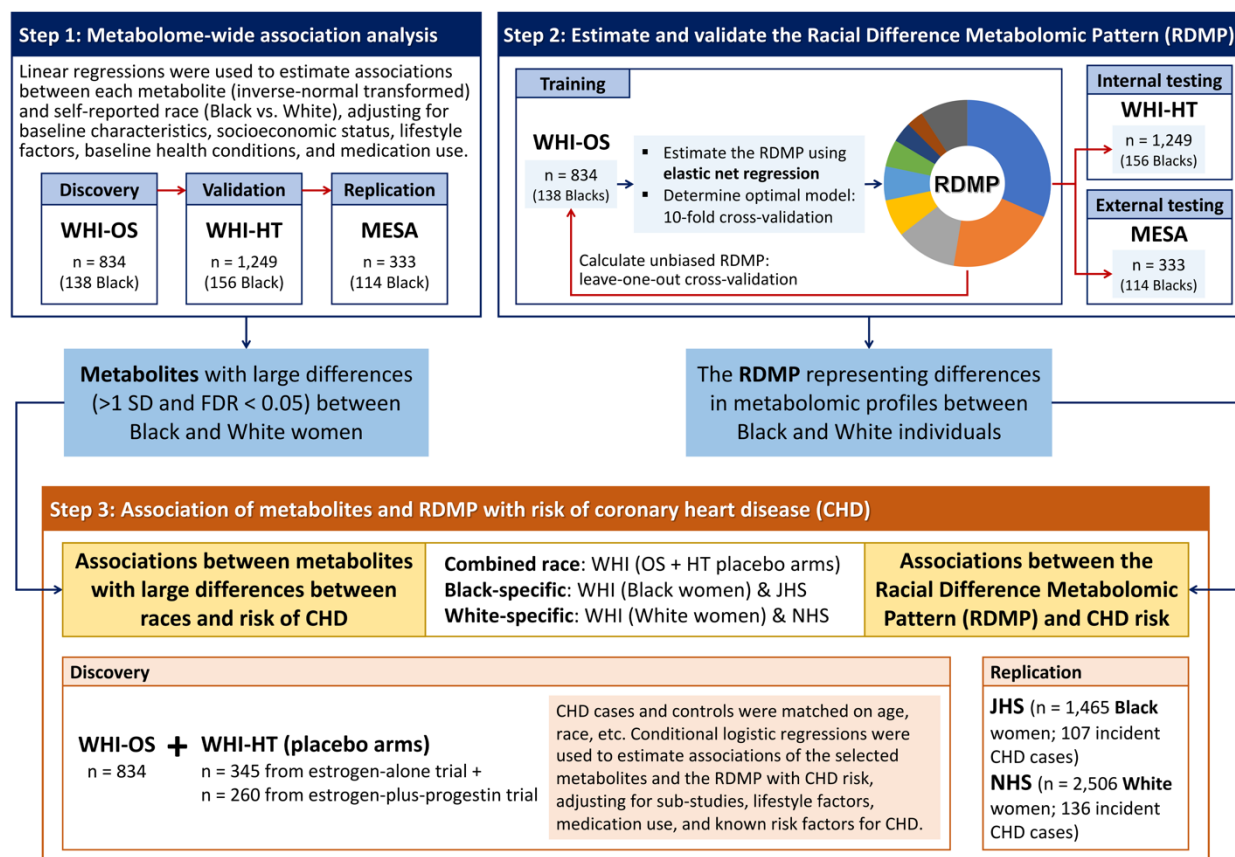 Step 1: Metabolome-wide association analysis
Linear regressions were used to estimate associations
between each metabolite (inverse-normal transformed)
and self-reported race (Black vs. White), adjusting for
baseline characteristics, socioeconomic status, lifestyle
factors, baseline health conditions, and medication use.
Discovery
WHI-OS
n = 834
(138 Black)
Validation
WHI-HT
n = 1,249
(156 Black)
Replication
MESA
n = 333
(114 Black)
Step 2: Estimate and validate the Racial Difference Metabolomic Pattern (RDMP)
Training
WHI-OS
n = 834
(138 Blacks)
▪ Estimate the RDMP using
elastic net regression
▪ Determine optimal model:
10-fold cross-validation
RDMP
Calculate unbiased RDMP:
leave-one-out cross-validation
Internal testing
WHI-HT
n = 1,249
(156 Blacks)
External testing
MESA
n = 333
(114 Blacks)
Metabolites with large differences
(>1 SD and FDR < 0.05) between
Black and White women
The RDMP representing differences
in metabolomic profiles between
Black and White individuals
Step 3: Association of metabolites and RDMP with risk of coronary heart disease (CHD)
Associations between metabolites
with large differences between
races and risk of CHD
Combined race: WHI (OS + HT placebo arms)
Black-specific: WHI (Black women) & JHS
White-specific: WHI (White women) & NHS
Associations between the
Racial Difference Metabolomic
Pattern (RDMP) and CHD risk
Discovery
WHI-OS
n = 834
+
WHI-HT (placebo arms)
n = 345 from estrogen-alone trial +
n = 260 from estrogen-plus-progestin trial
CHD cases and controls were matched on age,
race, etc. Conditional logistic regressions were
used to estimate associations of the selected
metabolites and the RDMP with CHD risk,
adjusting for sub-studies, lifestyle factors,
medication use, and known risk factors for CHD.
Replication
JHS (n = 1,465 Black
women; 107 incident
CHD cases)
NHS (n = 2,506 White
women; 136 incident
CHD cases)